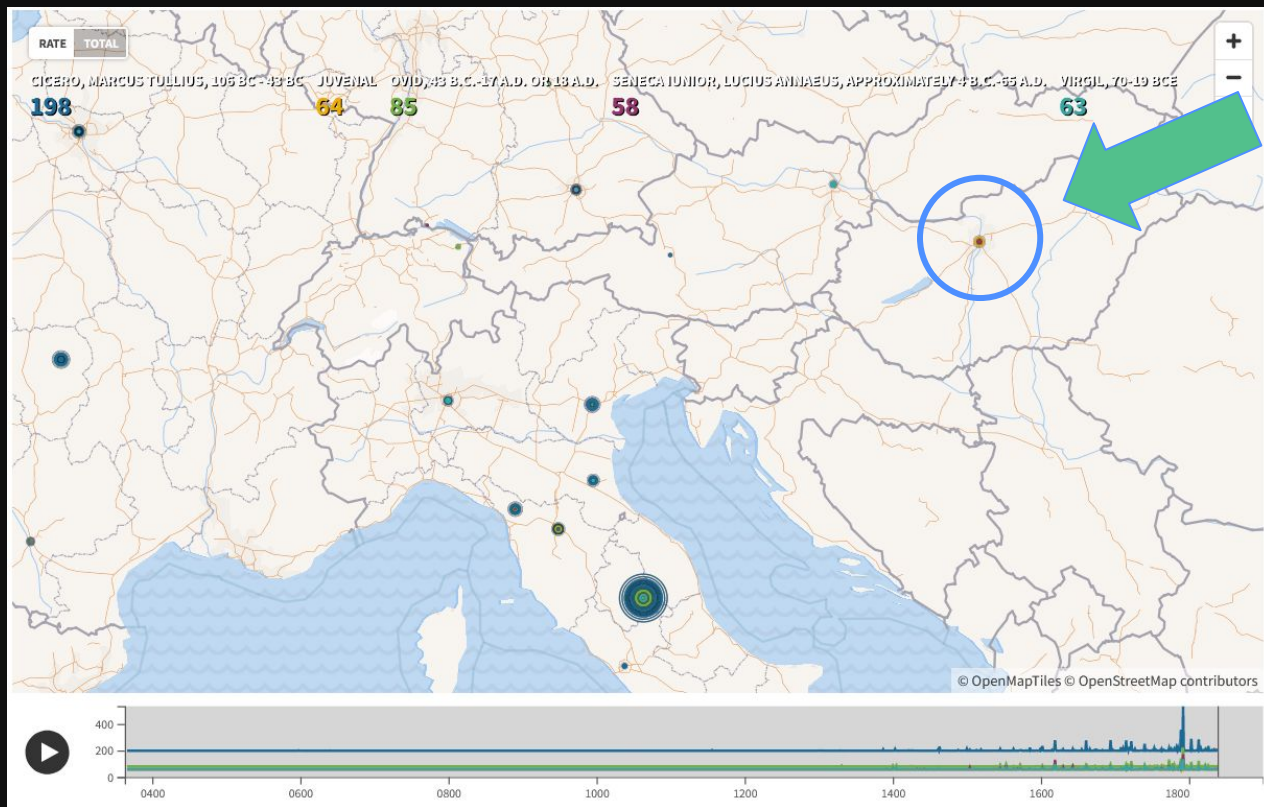 RATE TOTAL
+
−
CICERO, MARCUS TULLIUS, 106 BC - 43 BC JUVENAL OVID, 43 B.C.-17 A.D. OR 18 A.D. SENECA IUNIOR, LUCIUS ANNAEUS, APPROXIMATELY 4 B.C.-65 A.D. VIRGIL, 70-19 BCE
198 64 85 58 63
© OpenMapTiles © OpenStreetMap contributors
400
200
0
0400 0600 0800 1000 1200 1400 1600 1800